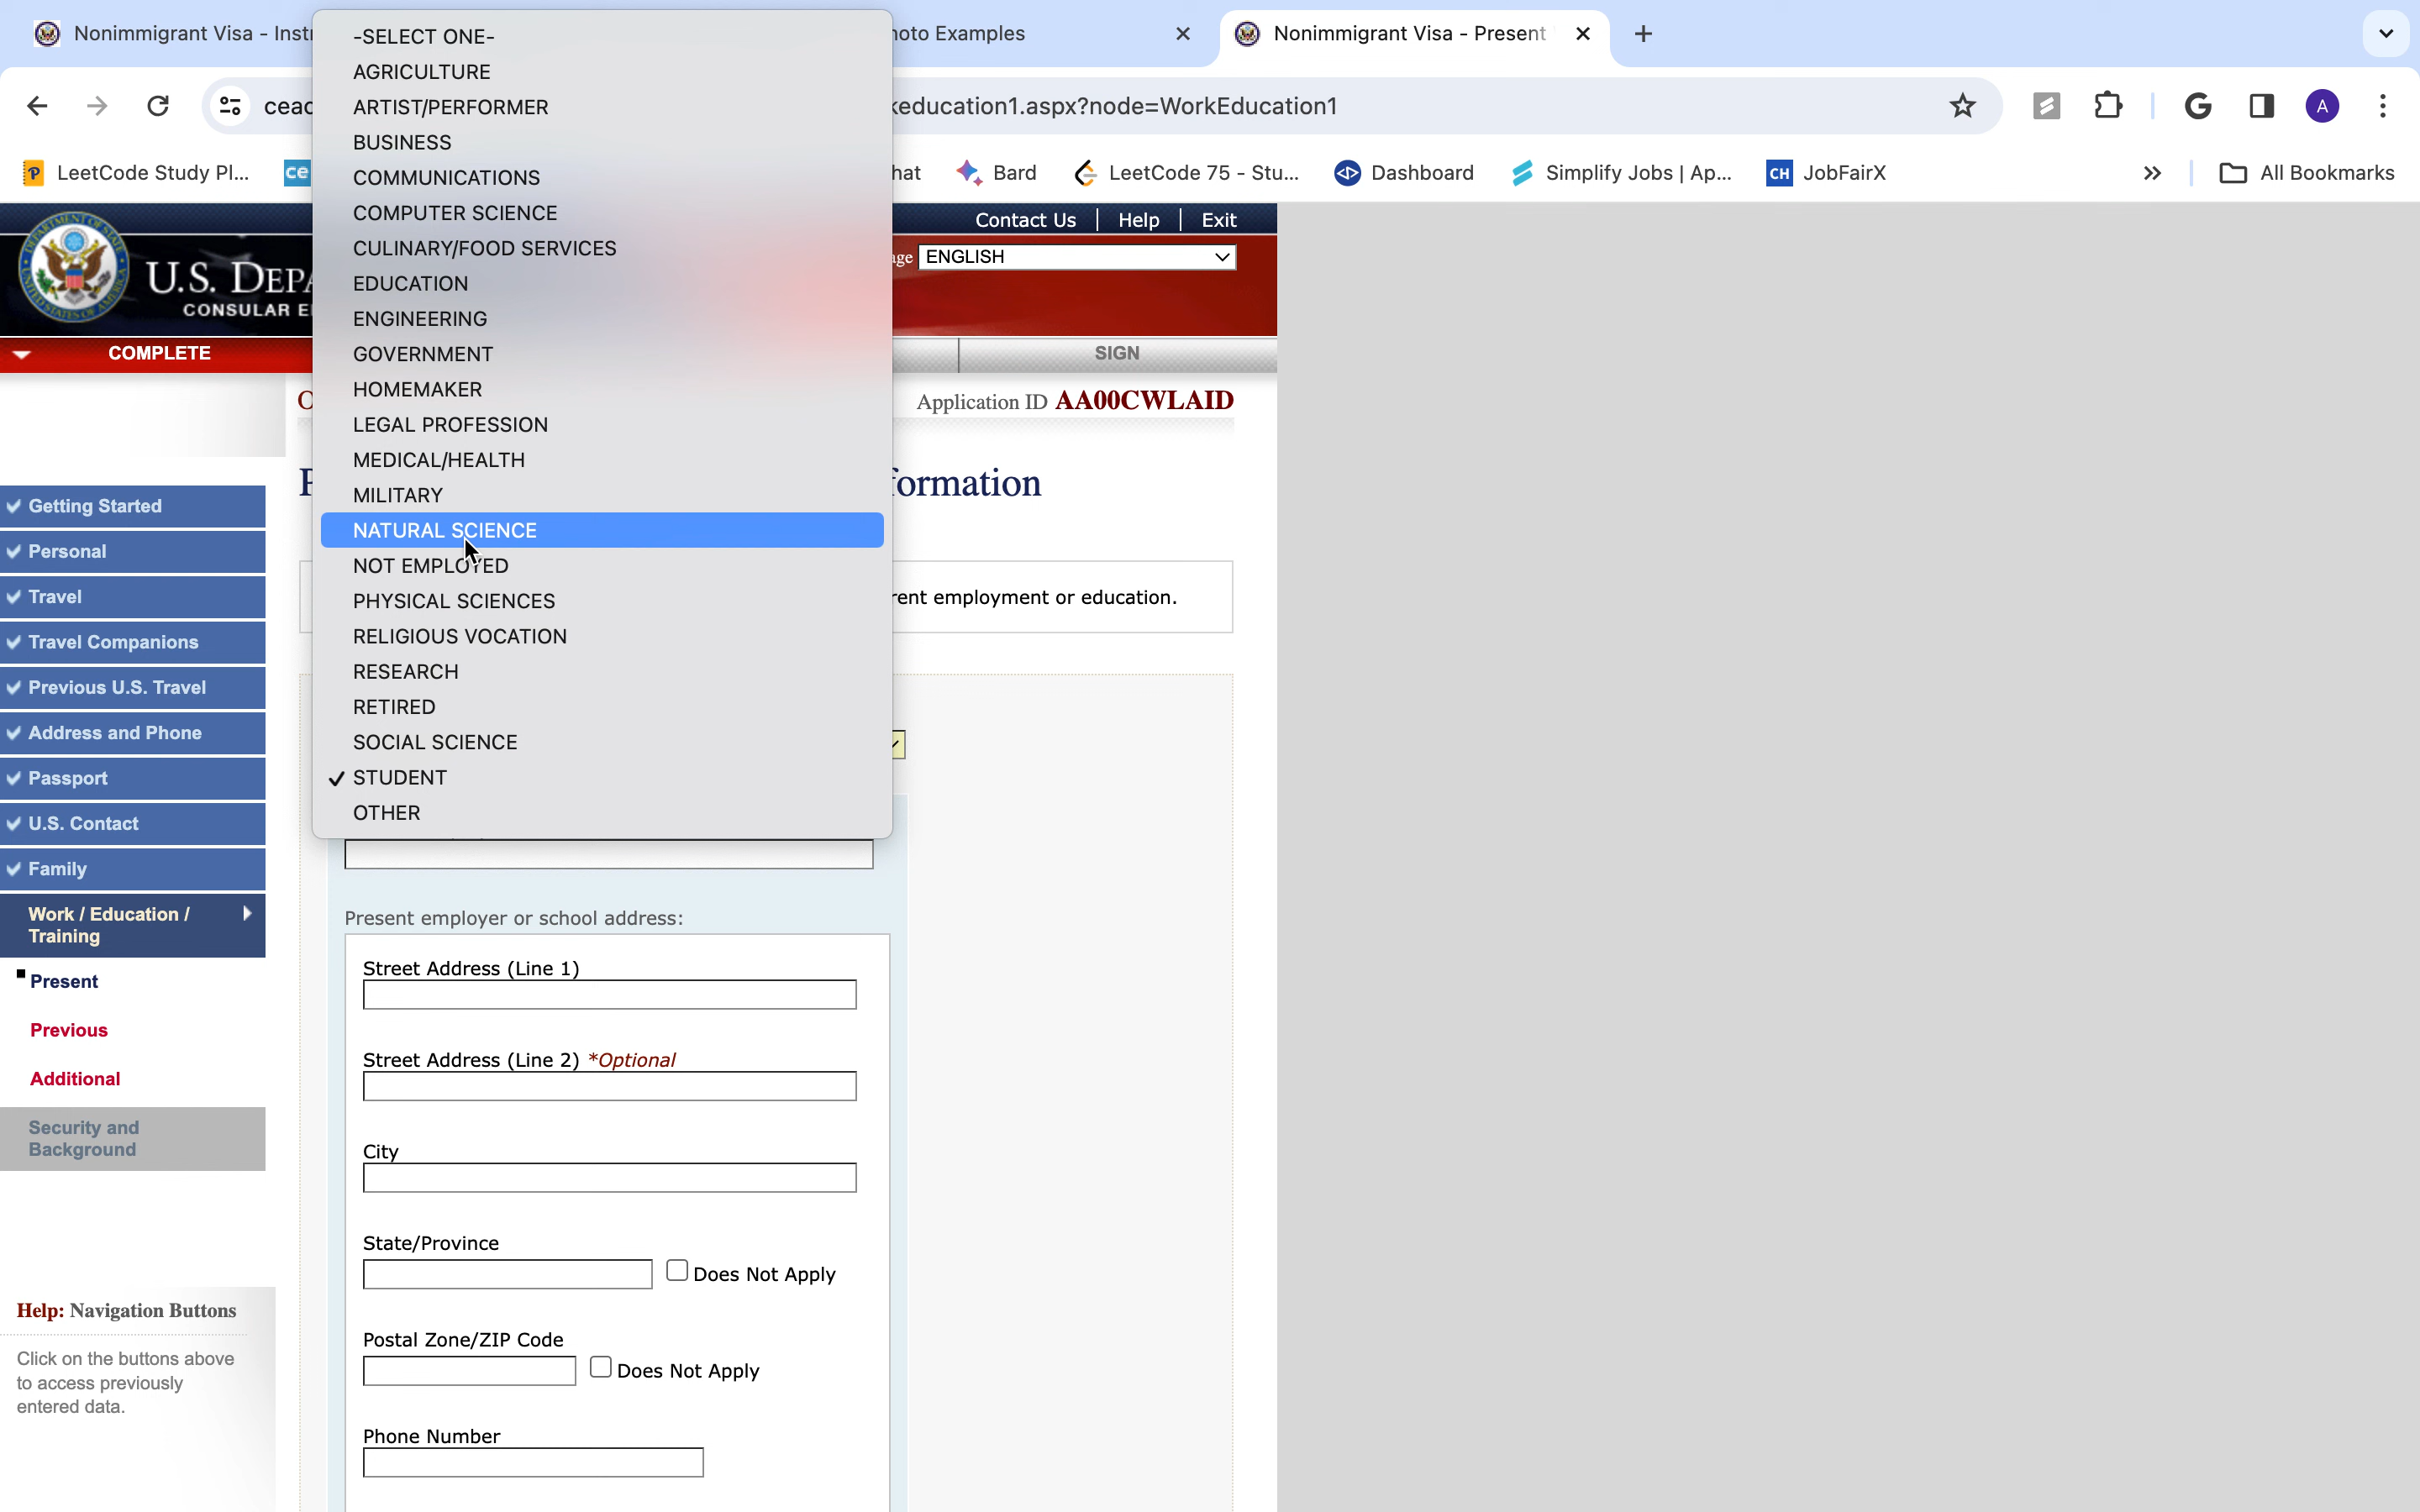 Nonimmigrant Visa - Inst
oto Examples
Nonimmigrant Visa - Present
ceac
education1.aspx?node=WorkEducation1
A
LeetCode Study Pl...
ce
hat
Bard
LeetCode 75 - Stu...
Dashboard
Simplify Jobs | Ap...
CH JobFairX
All Bookmarks
-SELECT ONE-
AGRICULTURE
ARTIST/PERFORMER
BUSINESS
COMMUNICATIONS
COMPUTER SCIENCE
CULINARY/FOOD SERVICES
EDUCATION
ENGINEERING
GOVERNMENT
HOMEMAKER
LEGAL PROFESSION
MEDICAL/HEALTH
MILITARY
NATURAL SCIENCE
NOT EMPLOYED
PHYSICAL SCIENCES
RELIGIOUS VOCATION
RESEARCH
RETIRED
SOCIAL SCIENCE
STUDENT
OTHER
Contact Us | Help | Exit
U.S. DEPA
CONSULAR E
ge ENGLISH
COMPLETE
SIGN
Application ID AA00CWLAID
formation
rent employment or education.
Getting Started
Personal
Travel
Travel Companions
Previous U.S. Travel
Address and Phone
Passport
U.S. Contact
Family
Work / Education /
Training
Present
Previous
Additional
Security and
Background
Help: Navigation Buttons
Click on the buttons above
to access previously
entered data.
Present employer or school address:
Street Address (Line 1)
Street Address (Line 2) *Optional
City
State/Province
Does Not Apply
Postal Zone/ZIP Code
Does Not Apply
Phone Number